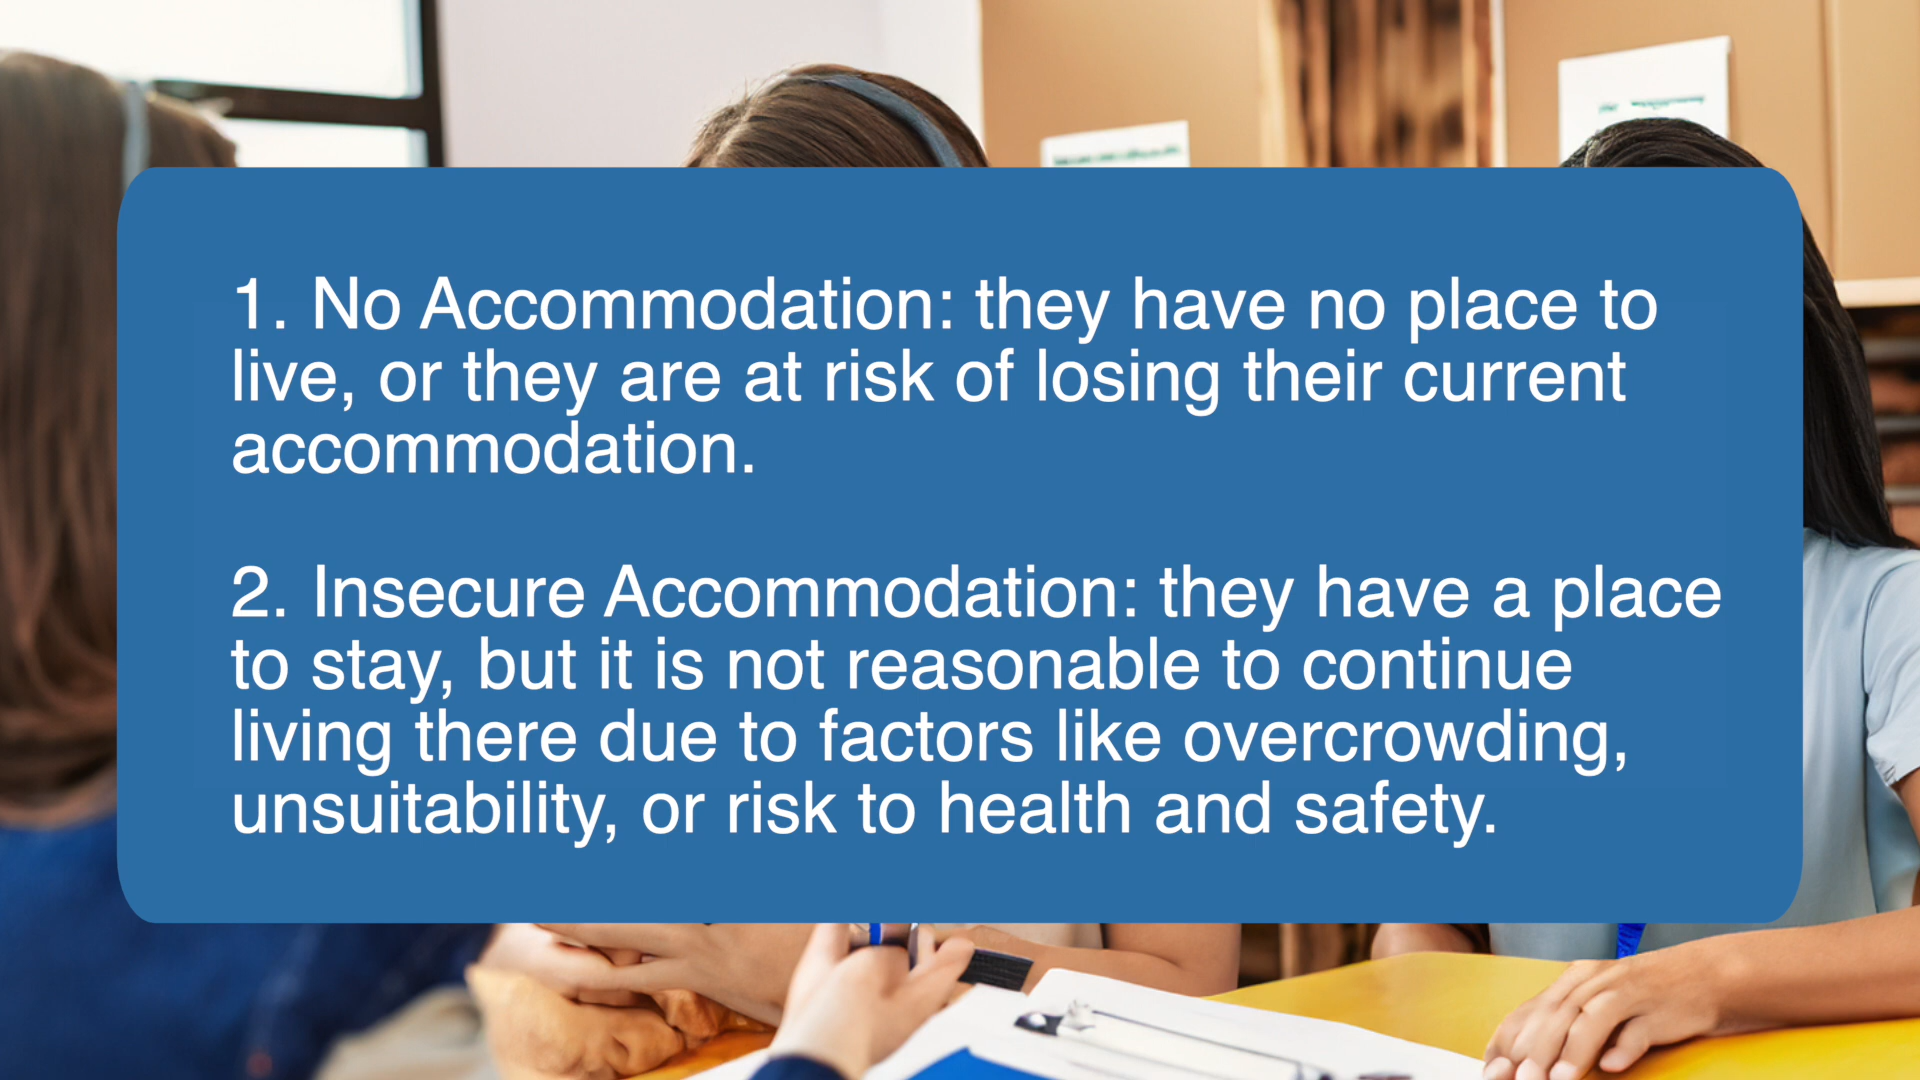 1. No Accommodation: they have no place to
live, or they are at risk of losing their current
accommodation.
2. Insecure Accommodation: they have a place
to stay, but it is not reasonable to continue
living there due to factors like overcrowding,
unsuitability, or risk to health and safety.